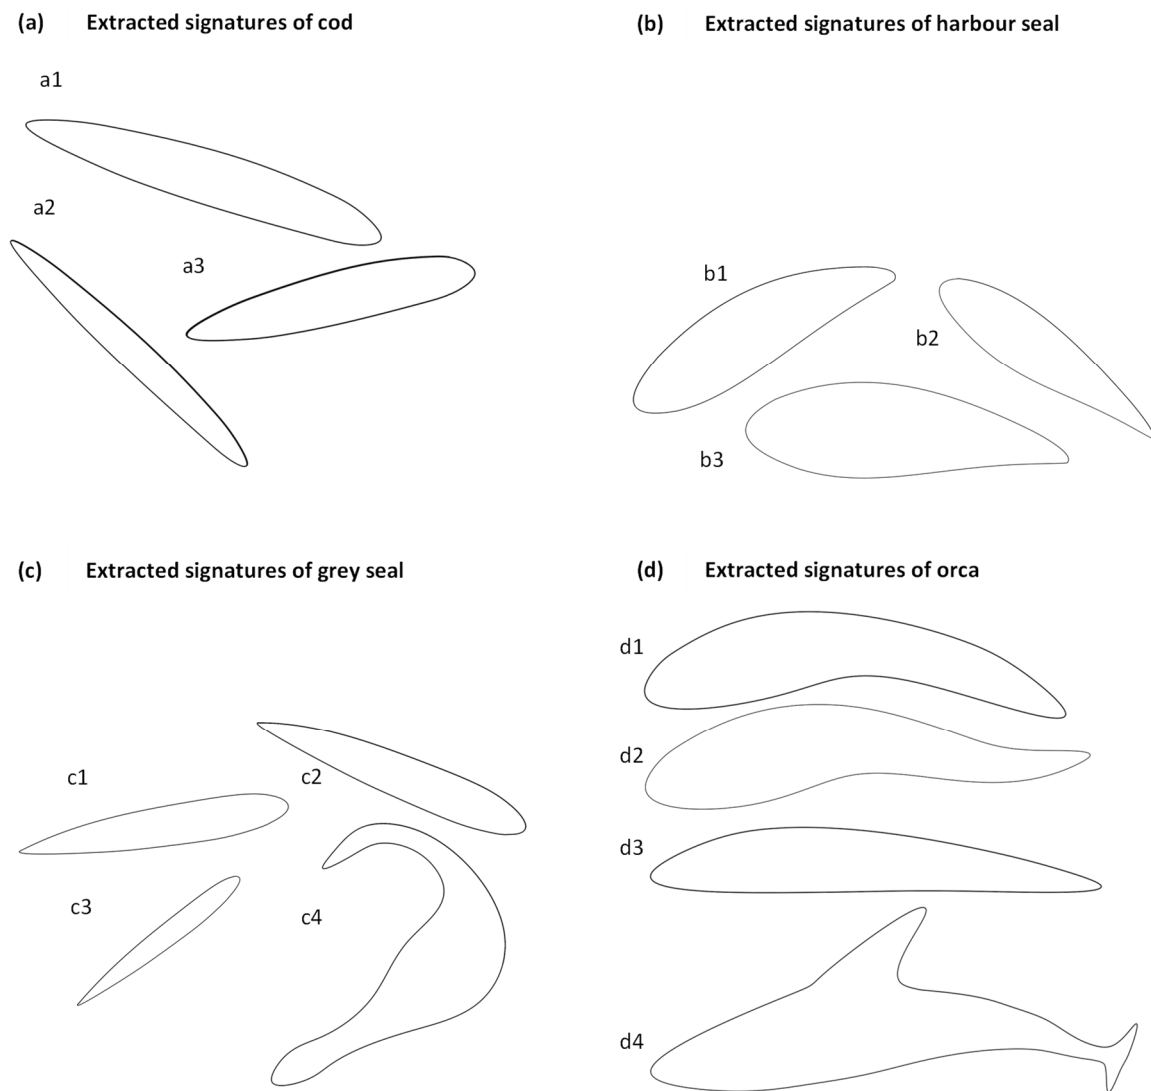 (a) Extracted signatures of cod
a1
a2
a3
(b) Extracted signatures of harbour seal
b1
b2
b3
(c) Extracted signatures of grey seal
c1
c2
c3
c4
(d) Extracted signatures of orca
d1
d2
d3
d4